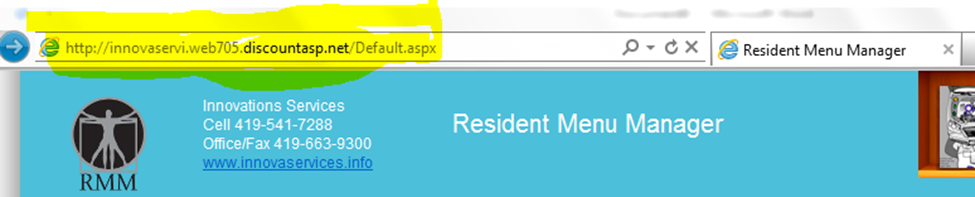 http://innovaservi.web705.discountasp.net/Default.aspx
Resident Menu Manager
Innovations Services
Cell 419-541-7288
Office/Fax 419-663-9300
www.innovaservices.info
Resident Menu Manager
RMM